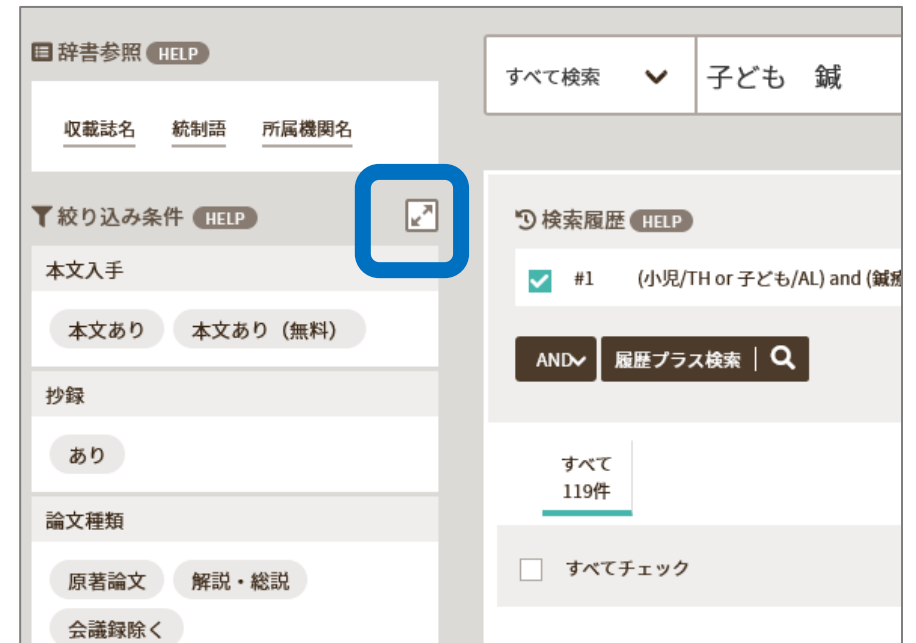 辞書参照 HELP
収載誌名 統制語 所属機関名
絞り込み条件 HELP
本文入手
本文あり 本文あり（無料）
抄録
あり
論文種類
原著論文 解説・総説
会議録除く
すべて検索 子ども　鍼
検索履歴 HELP
#1 (小児/TH or 子ども/AL) and (鍼療
AND 履歴プラス検索
すべて
119件
すべてチェック